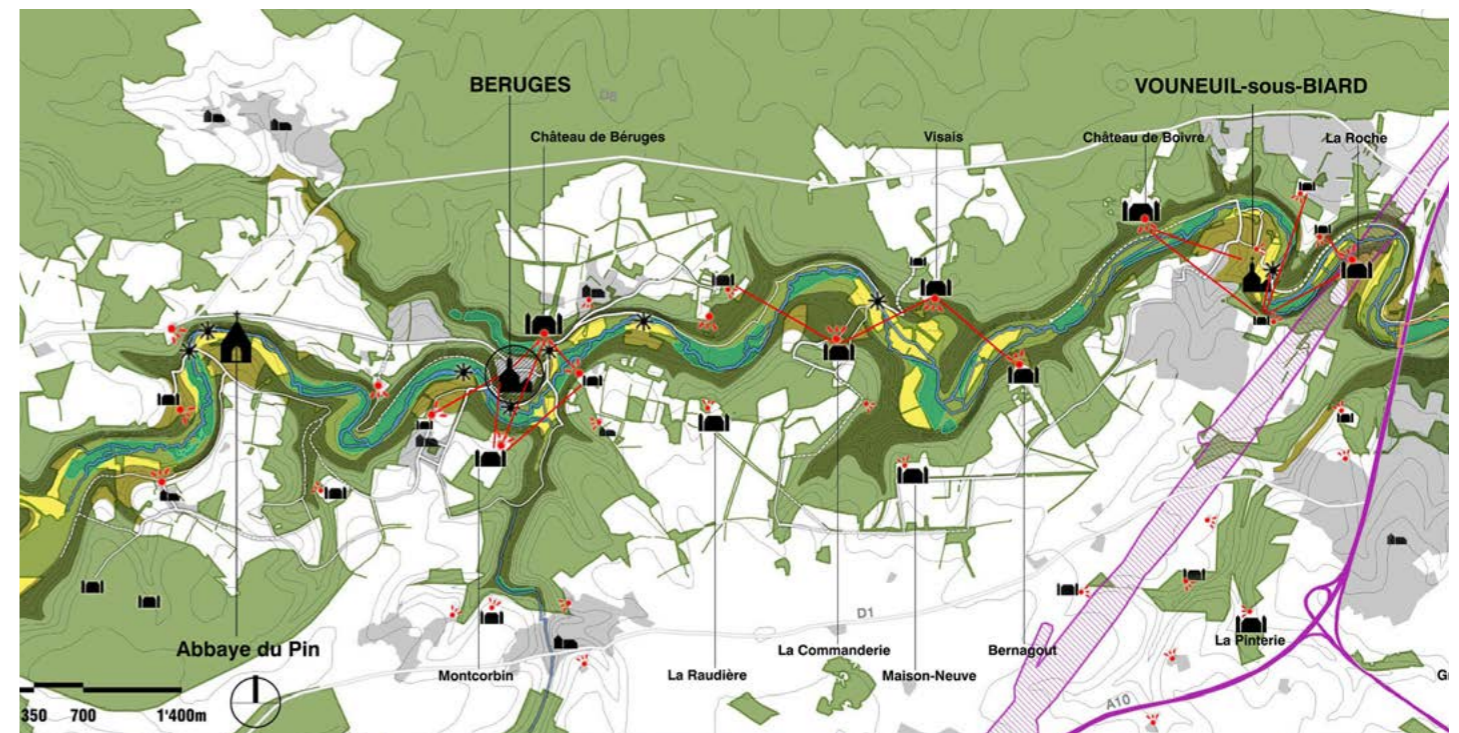 BERUGES
VOUNEUIL-sous-BIARD
D6
Château de Béruges
Visais
Château de Boivre
La Roche
D1
Abbaye du Pin
Montcorbin
La Raudière
La Commanderie
Maison-Neuve
Bernagout
La Pinterie
A10
350 700 1'400m